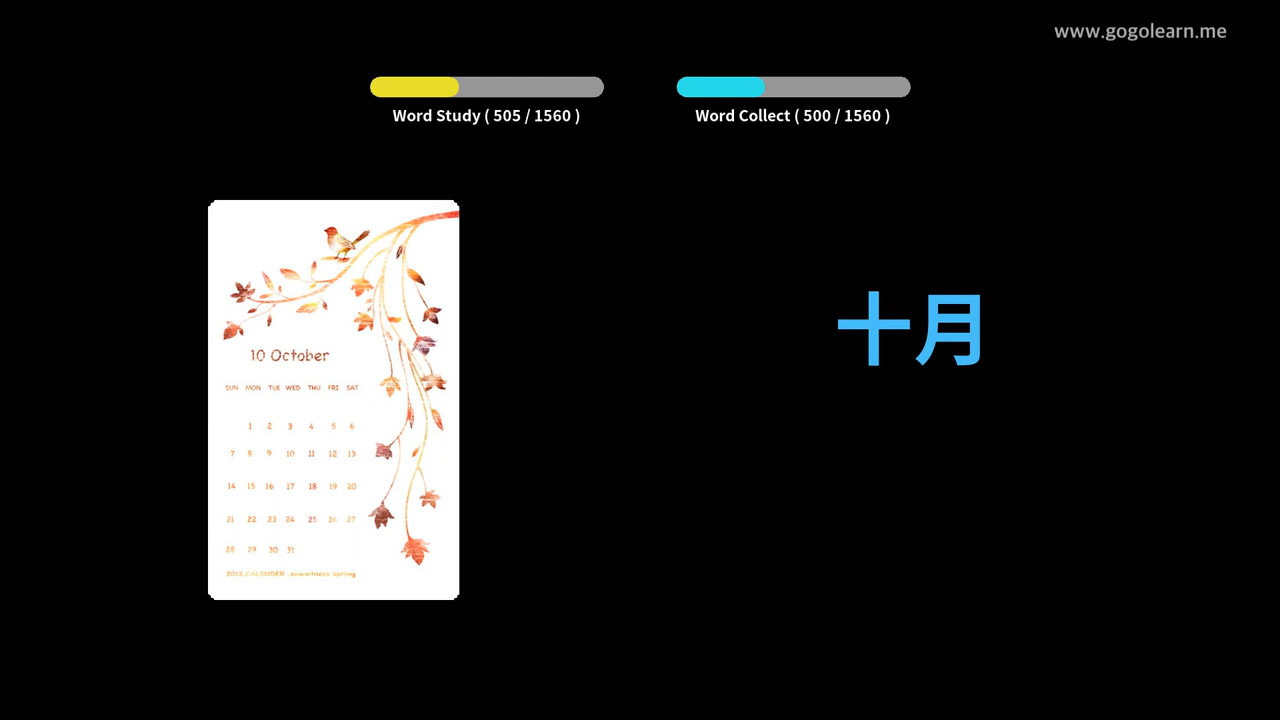 www.gogolearn.me
Word Study ( 505 / 1560 )
Word Collect ( 500 / 1560 )
10 October
SUN MON TUE WED THU FRI SAT
1 2 3 4 5 6
7 8 9 10 11 12 13
14 15 16 17 18 19 20
21 22 23 24 25 26 27
28 29 30 31
2012.CALENDER
spring
十月